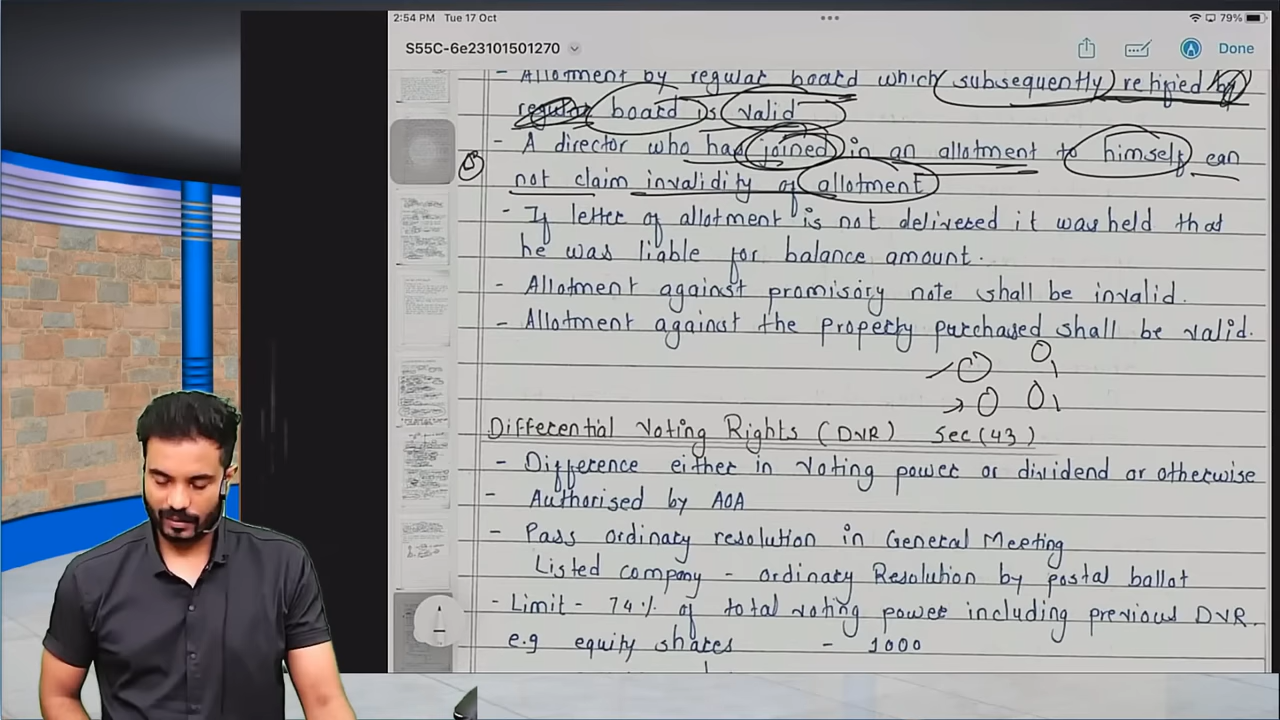 2:54 PM Tue 17 Oct
79%
S55C-6e23101501270
Done
- Allotment by regular board which subsequently retified by
regular board is valid
- A director who had joined in an allotment to himself can
not claim invalidity of allotment
- If letter of allotment is not delivered it was held that
he was liable for balance amount.
- Allotment against promisory note shall be invalid.
- Allotment against the property purchased shall be valid.
Differential Voting Rights (DVR) Sec (43)
- Difference either in voting power or dividend or otherwise
- Authorised by AOA
- Pass ordinary resolution in General Meeting
Listed company - ordinary Resolution by postal ballot
- Limit - 74% of total voting power including previous DVR.
e.g equity shares - 1000